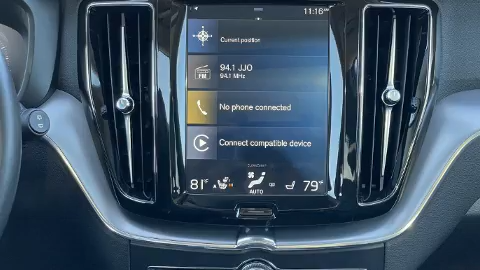 11:16
Current position
94.1 JJO
94.1 MHz
FM
No phone connected
Connect compatible device
81°F
AUTO
79°